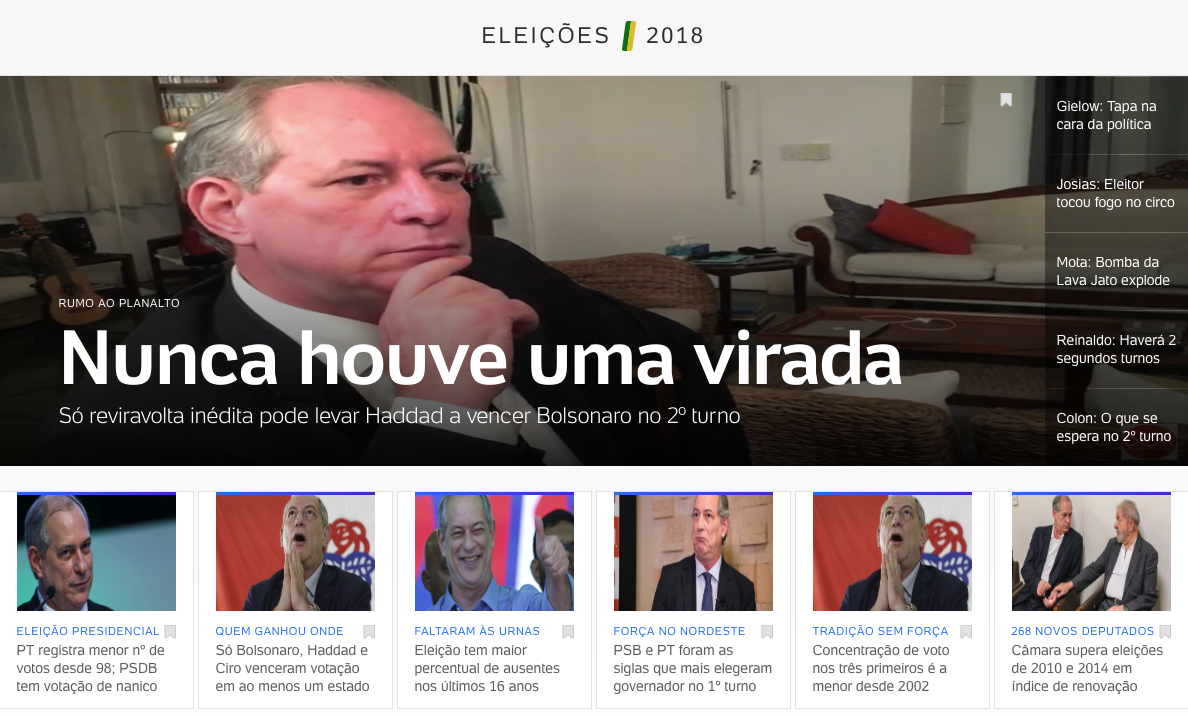 ELEIÇÕES 2018
Gielow: Tapa na
cara da política
Josias: Eleitor
tocou fogo no circo
Mota: Bomba da
Lava Jato explode
Reinaldo: Haverá 2
segundos turnos
Colon: O que se
espera no 2º turno
RUMO AO PLANALTO
Nunca houve uma virada
Só reviravolta inédita pode levar Haddad a vencer Bolsonaro no 2º turno
ELEIÇÃO PRESIDENCIAL
PT registra menor nº de
votos desde 98; PSDB
tem votação de nanico
QUEM GANHOU ONDE
Só Bolsonaro, Haddad e
Ciro venceram votação
em ao menos um estado
FALTARAM ÀS URNAS
Eleição tem maior
percentual de ausentes
nos últimos 16 anos
FORÇA NO NORDESTE
PSB e PT foram as
siglas que mais elegeram
governador no 1º turno
TRADIÇÃO SEM FORÇA
Concentração de voto
nos três primeiros é a
menor desde 2002
268 NOVOS DEPUTADOS
Câmara supera eleições
de 2010 e 2014 em
índice de renovação